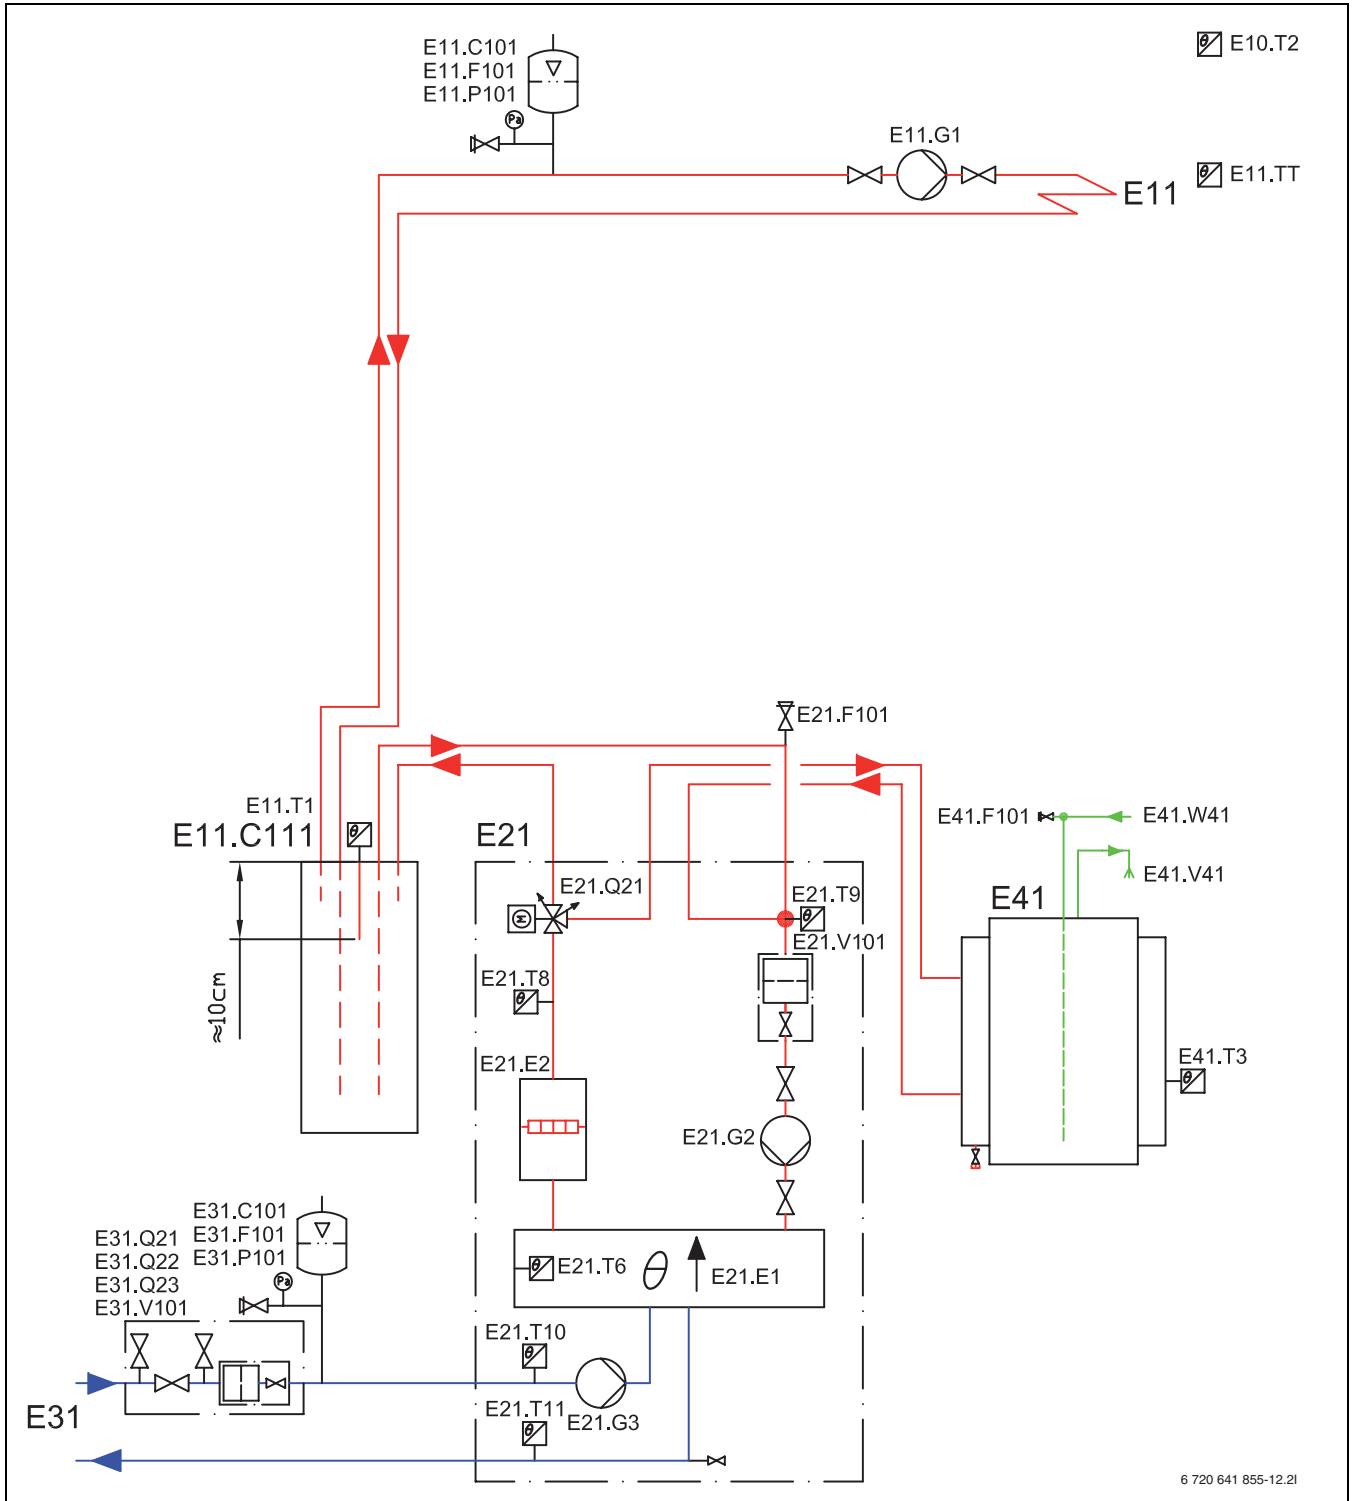 E11.C101
E11.F101
E11.P101
Pa
E11.G1
E10.T2
E11
E11.TT
E21.F101
E11.T1
E11.C111
E21
E21.Q21
M
E21.T9
E21.V101
E41.F101
E41.W41
E41.V41
E41
≈10cm
E21.T8
E21.E2
E21.G2
E41.T3
E31.C101
E31.F101
E31.P101
Pa
E31.Q21
E31.Q22
E31.Q23
E31.V101
E21.T6
E21.E1
E21.T10
E31
E21.T11
E21.G3
6 720 641 855-12.2I